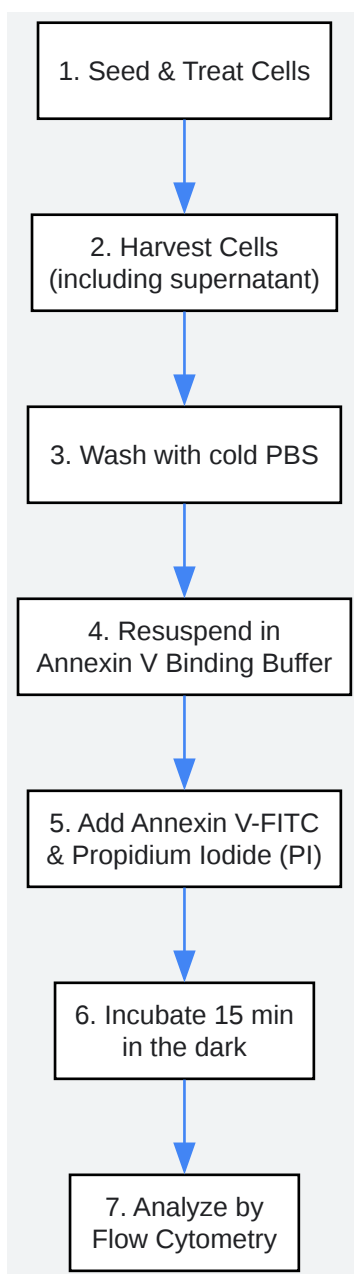 1. Seed & Treat Cells
2. Harvest Cells
(including supernatant)
3. Wash with cold PBS
4. Resuspend in
Annexin V Binding Buffer
5. Add Annexin V-FITC
& Propidium Iodide (PI)
6. Incubate 15 min
in the dark
7. Analyze by
Flow Cytometry